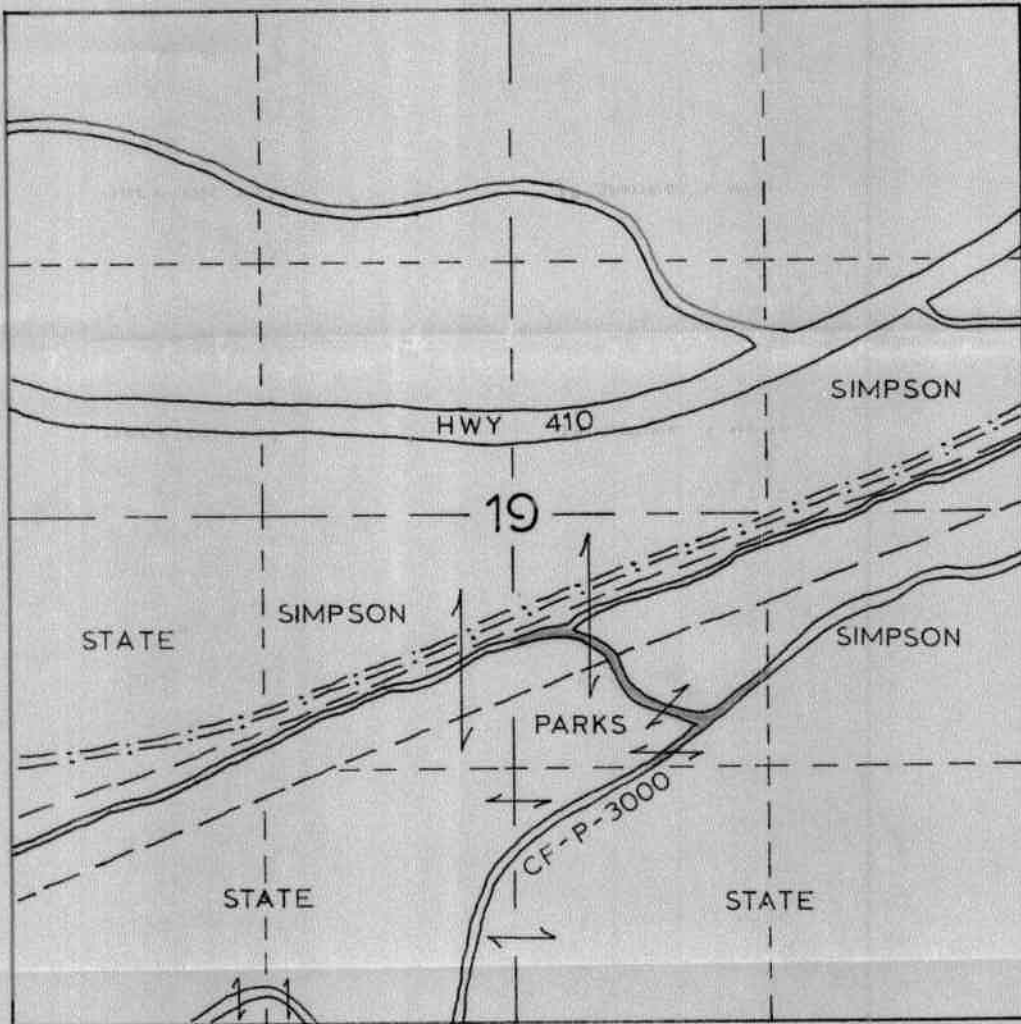 SIMPSON
HWY 410
19
SIMPSON
STATE
SIMPSON
PARKS
CF-P-3000
STATE
STATE